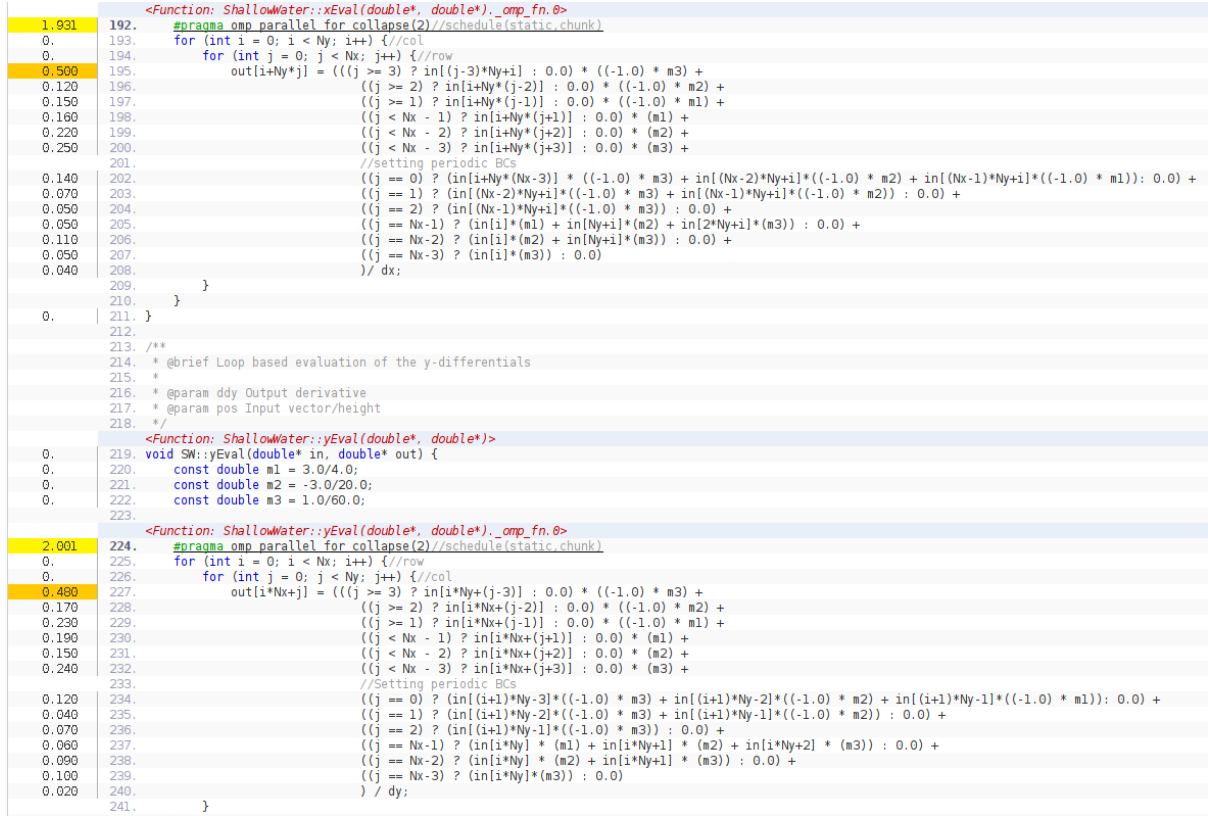 <Function: ShallowWater::xEval(double*, double*)._omp_fn.0>
1.931 192. #pragma omp parallel for collapse(2)//schedule(static,chunk)
0. 193. for (int i = 0; i < Ny; i++) {//col
0. 194. for (int j = 0; j < Nx; j++) {//row
0.500 195. out[i+Ny*j] = (((j >= 3) ? in[(j-3)*Ny+i] : 0.0) * ((-1.0) * m3) +
0.120 196. ((j >= 2) ? in[i+Ny*(j-2)] : 0.0) * ((-1.0) * m2) +
0.150 197. ((j >= 1) ? in[i+Ny*(j-1)] : 0.0) * ((-1.0) * m1) +
0.160 198. ((j < Nx - 1) ? in[i+Ny*(j+1)] : 0.0) * (m1) +
0.220 199. ((j < Nx - 2) ? in[i+Ny*(j+2)] : 0.0) * (m2) +
0.250 200. ((j < Nx - 3) ? in[i+Ny*(j+3)] : 0.0) * (m3) +
201. //setting periodic BCs
0.140 202. ((j == 0) ? (in[i+Ny*(Nx-3)] * ((-1.0) * m3) + in[(Nx-2)*Ny+i]*((-1.0) * m2) + in[(Nx-1)*Ny+i]*((-1.0) * m1)): 0.0) +
0.070 203. ((j == 1) ? (in[(Nx-2)*Ny+i]*((-1.0) * m3) + in[(Nx-1)*Ny+i]*((-1.0) * m2)) : 0.0) +
0.050 204. ((j == 2) ? (in[(Nx-1)*Ny+i]*((-1.0) * m3)) : 0.0) +
0.050 205. ((j == Nx-1) ? (in[i]*(m1) + in[Ny+i]*(m2) + in[2*Ny+i]*(m3)) : 0.0) +
0.110 206. ((j == Nx-2) ? (in[i]*(m2) + in[Ny+i]*(m3)) : 0.0) +
0.050 207. ((j == Nx-3) ? (in[i]*(m3)) : 0.0)
0.040 208. )/ dx;
209. }
210. }
0. 211. }
212.
213. /**
214. * @brief Loop based evaluation of the y-differentials
215. *
216. * @param ddy Output derivative
217. * @param pos Input vector/height
218. */
<Function: ShallowWater::yEval(double*, double*)>
0. 219. void SW::yEval(double* in, double* out) {
0. 220. const double m1 = 3.0/4.0;
0. 221. const double m2 = -3.0/20.0;
0. 222. const double m3 = 1.0/60.0;
223.
<Function: ShallowWater::yEval(double*, double*)._omp_fn.0>
2.001 224. #pragma omp parallel for collapse(2)//schedule(static,chunk)
0. 225. for (int i = 0; i < Nx; i++) {//row
0. 226. for (int j = 0; j < Ny; j++) {//col
0.480 227. out[i*Nx+j] = (((j >= 3) ? in[i*Ny+(j-3)] : 0.0) * ((-1.0) * m3) +
0.170 228. ((j >= 2) ? in[i*Nx+(j-2)] : 0.0) * ((-1.0) * m2) +
0.230 229. ((j >= 1) ? in[i*Nx+(j-1)] : 0.0) * ((-1.0) * m1) +
0.190 230. ((j < Nx - 1) ? in[i*Nx+(j+1)] : 0.0) * (m1) +
0.150 231. ((j < Nx - 2) ? in[i*Nx+(j+2)] : 0.0) * (m2) +
0.240 232. ((j < Nx - 3) ? in[i*Nx+(j+3)] : 0.0) * (m3) +
233. //Setting periodic BCs
0.120 234. ((j == 0) ? (in[(i+1)*Ny-3]*((-1.0) * m3) + in[(i+1)*Ny-2]*((-1.0) * m2) + in[(i+1)*Ny-1]*((-1.0) * m1)): 0.0) +
0.040 235. ((j == 1) ? (in[(i+1)*Ny-2]*((-1.0) * m3) + in[(i+1)*Ny-1]*((-1.0) * m2)) : 0.0) +
0.070 236. ((j == 2) ? (in[(i+1)*Ny-1]*((-1.0) * m3)) : 0.0) +
0.060 237. ((j == Nx-1) ? (in[i*Ny] * (m1) + in[i*Ny+1] * (m2) + in[i*Ny+2] * (m3)) : 0.0) +
0.090 238. ((j == Nx-2) ? (in[i*Ny] * (m2) + in[i*Ny+1] * (m3)) : 0.0) +
0.100 239. ((j == Nx-3) ? (in[i*Ny]*(m3)) : 0.0)
0.020 240. ) / dy;
241. }